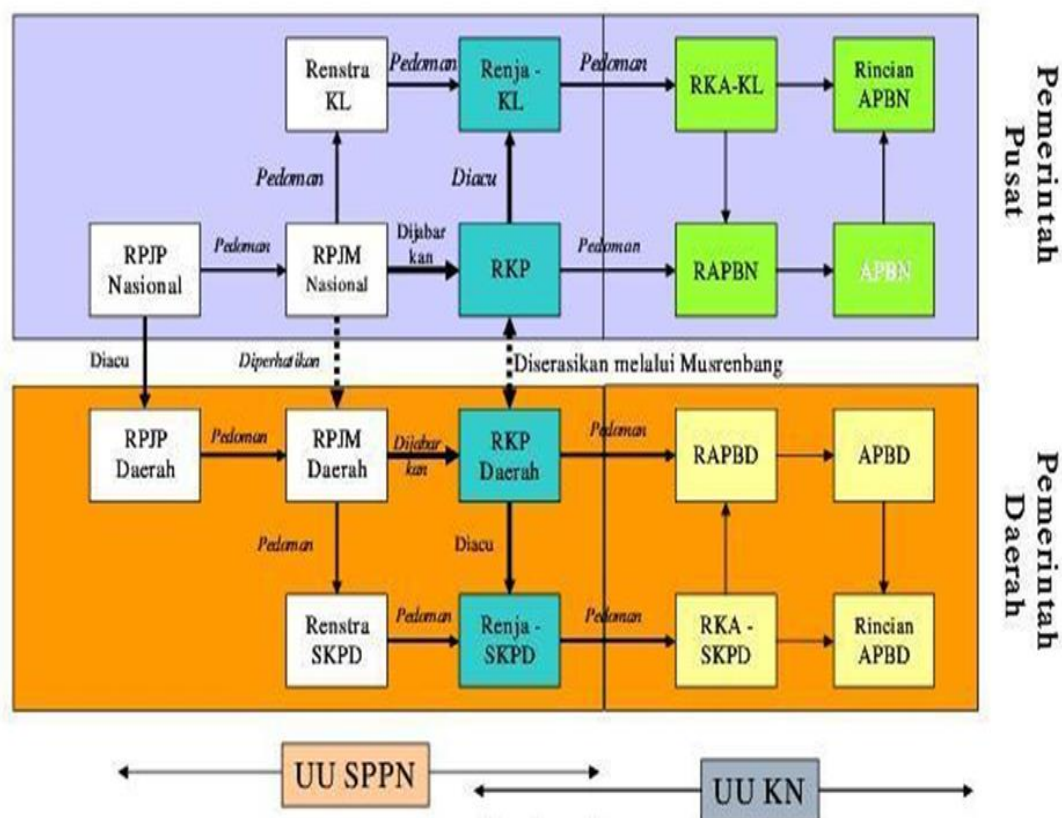 Renstra
KL
Pedoman
Renja -
KL
Pedoman
RKA-KL
Rincian
APBN
Pedoman
Diacu
RPJP
Nasional
Pedoman
RPJM
Nasional
Dijabar
kan
RKP
Pedoman
RAPBN
APBN
Pemerintah
Pusat
Diacu
Diperhatikan
Diserasikan melalui Musrenbang
RPJP
Daerah
Pedoman
RPJM
Daerah
Dijabar
kan
RKP
Daerah
Pedoman
RAPBD
APBD
Pedoman
Diacu
Renstra
SKPD
Pedoman
Renja -
SKPD
Pedoman
RKA -
SKPD
Rincian
APBD
Pemerintah
Daerah
UU SPPN
UU KN